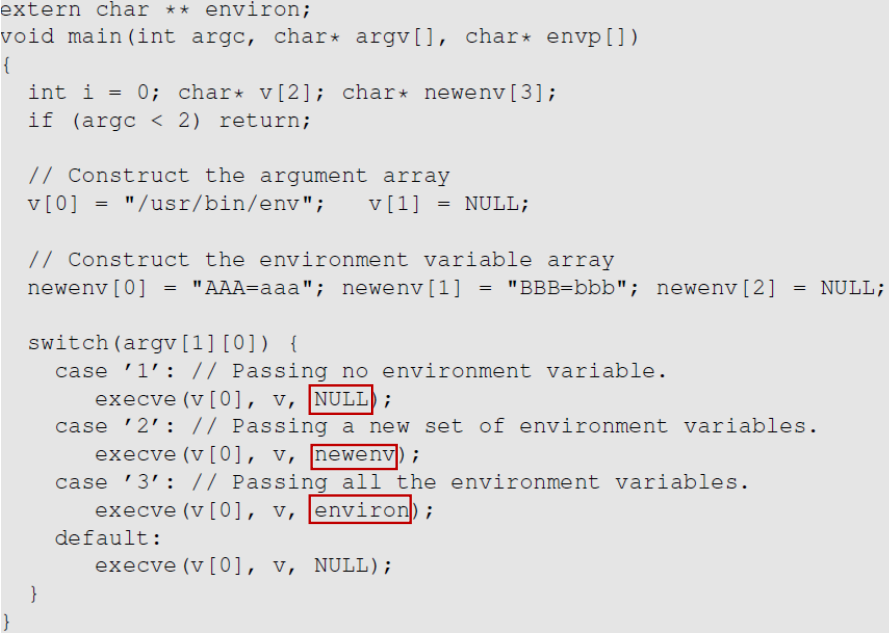 extern char ** environ;
void main(int argc, char* argv[], char* envp[])
{
  int i = 0; char* v[2]; char* newenv[3];
  if (argc < 2) return;

  // Construct the argument array
  v[0] = "/usr/bin/env";   v[1] = NULL;

  // Construct the environment variable array
  newenv[0] = "AAA=aaa"; newenv[1] = "BBB=bbb"; newenv[2] = NULL;

  switch(argv[1][0]) {
    case ’1’: // Passing no environment variable.
       execve(v[0], v, NULL);
    case ’2’: // Passing a new set of environment variables.
       execve(v[0], v, newenv);
    case ’3’: // Passing all the environment variables.
       execve(v[0], v, environ);
    default:
       execve(v[0], v, NULL);
  }
}